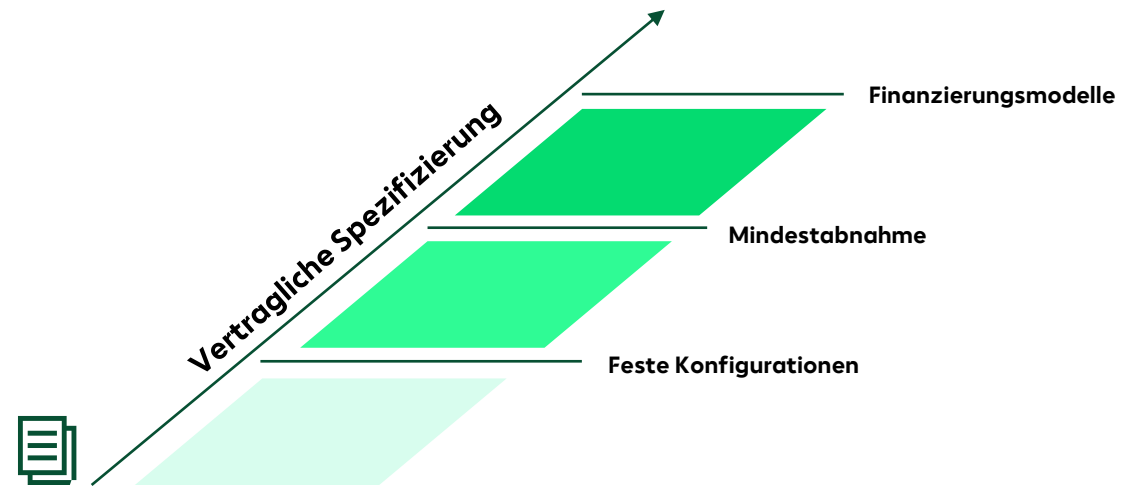 Finanzierungsmodelle
Vertragliche Spezifizierung
Mindestabnahme
Feste Konfigurationen